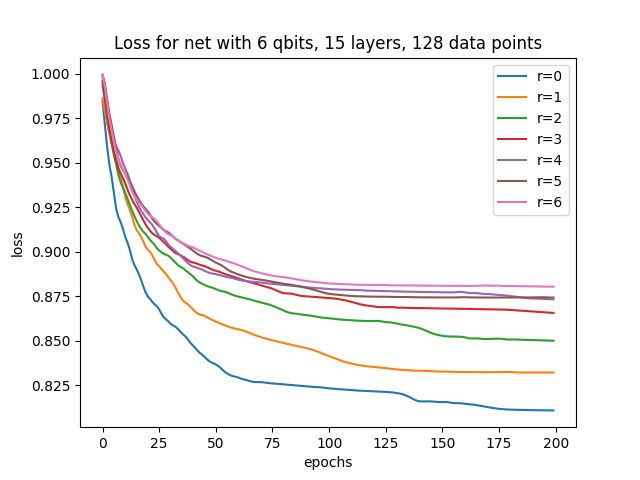 Loss for net with 6 qbits, 15 layers, 128 data points
loss
1.000
0.975
0.950
0.925
0.900
0.875
0.850
0.825
r=0
r=1
r=2
r=3
r=4
r=5
r=6
0 25 50 75 100 125 150 175 200
epochs